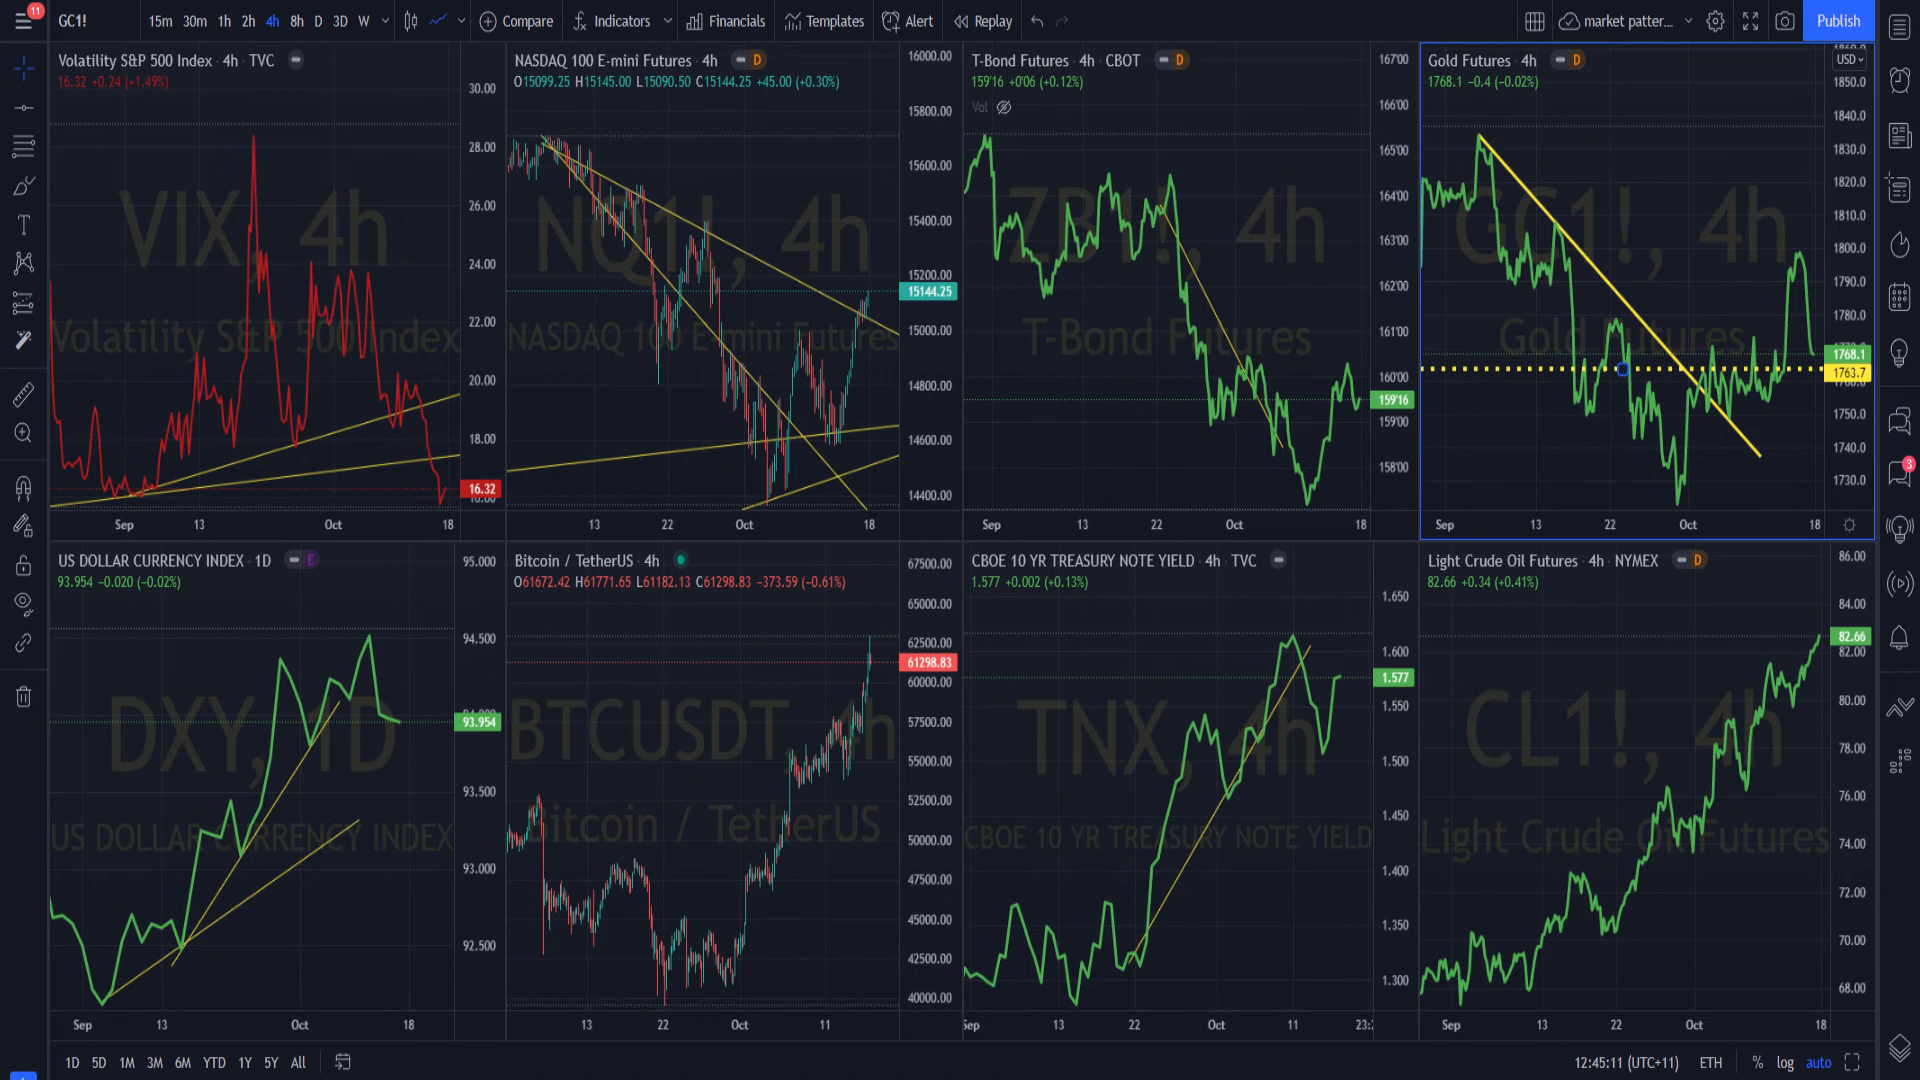 11
GC1!
15m 30m 1h 2h 4h 8h D 3D W
Compare
Indicators
Financials
Templates
Alert
Replay
market patter...
Publish
Volatility S&P 500 Index · 4h · TVC
16.32 +0.24 (+1.49%)
VIX, 4h
Volatility S&P 500 Index
30.00
28.00
26.00
24.00
22.00
20.00
18.00
16.32
16.00
Sep 13 Oct 18
NASDAQ 100 E-mini Futures · 4h
D
O15099.25 H15145.00 L15090.50 C15144.25 +45.00 (+0.30%)
NQ1!, 4h
NASDAQ 100 E-mini Futures
16000.00
15800.00
15600.00
15400.00
15200.00
15144.25
15000.00
14800.00
14600.00
14400.00
13 22 Oct 18
T-Bond Futures · 4h · CBOT
D
159'16 +0'06 (+0.12%)
Vol
ZB1!, 4h
T-Bond Futures
167'00
166'00
165'00
164'00
163'00
162'00
161'00
160'00
159'16
159'00
158'00
Sep 13 22 Oct 18
Gold Futures · 4h
D
1768.1 −0.4 (−0.02%)
GC1!, 4h
Gold Futures
USD
1850.0
1840.0
1830.0
1820.0
1810.0
1800.0
1790.0
1780.0
1768.1
1763.7
1750.0
1740.0
1730.0
Sep 13 22 Oct 18
US DOLLAR CURRENCY INDEX · 1D
E
93.954 −0.020 (−0.02%)
DXY, 1D
US DOLLAR CURRENCY INDEX
95.000
94.500
93.954
93.500
93.000
92.500
Sep 13 Oct 18
Bitcoin / TetherUS · 4h
O61672.42 H61771.65 L61182.13 C61298.83 −373.59 (−0.61%)
BTCUSDT, 4h
Bitcoin / TetherUS
67500.00
65000.00
62500.00
61298.83
60000.00
57500.00
55000.00
52500.00
50000.00
47500.00
45000.00
42500.00
40000.00
13 22 Oct 11
CBOE 10 YR TREASURY NOTE YIELD · 4h · TVC
1.577 +0.002 (+0.13%)
TNX, 4h
CBOE 10 YR TREASURY NOTE YIELD
1.650
1.600
1.577
1.550
1.500
1.450
1.400
1.350
1.300
Sep 13 22 Oct 11 23:
Light Crude Oil Futures · 4h · NYMEX
D
82.66 +0.34 (+0.41%)
CL1!, 4h
Light Crude Oil Futures
86.00
84.00
82.66
82.00
80.00
78.00
76.00
74.00
72.00
70.00
68.00
Sep 13 22 Oct 18
3
1D 5D 1M 3M 6M YTD 1Y 5Y All
12:45:11 (UTC+11) ETH % log auto